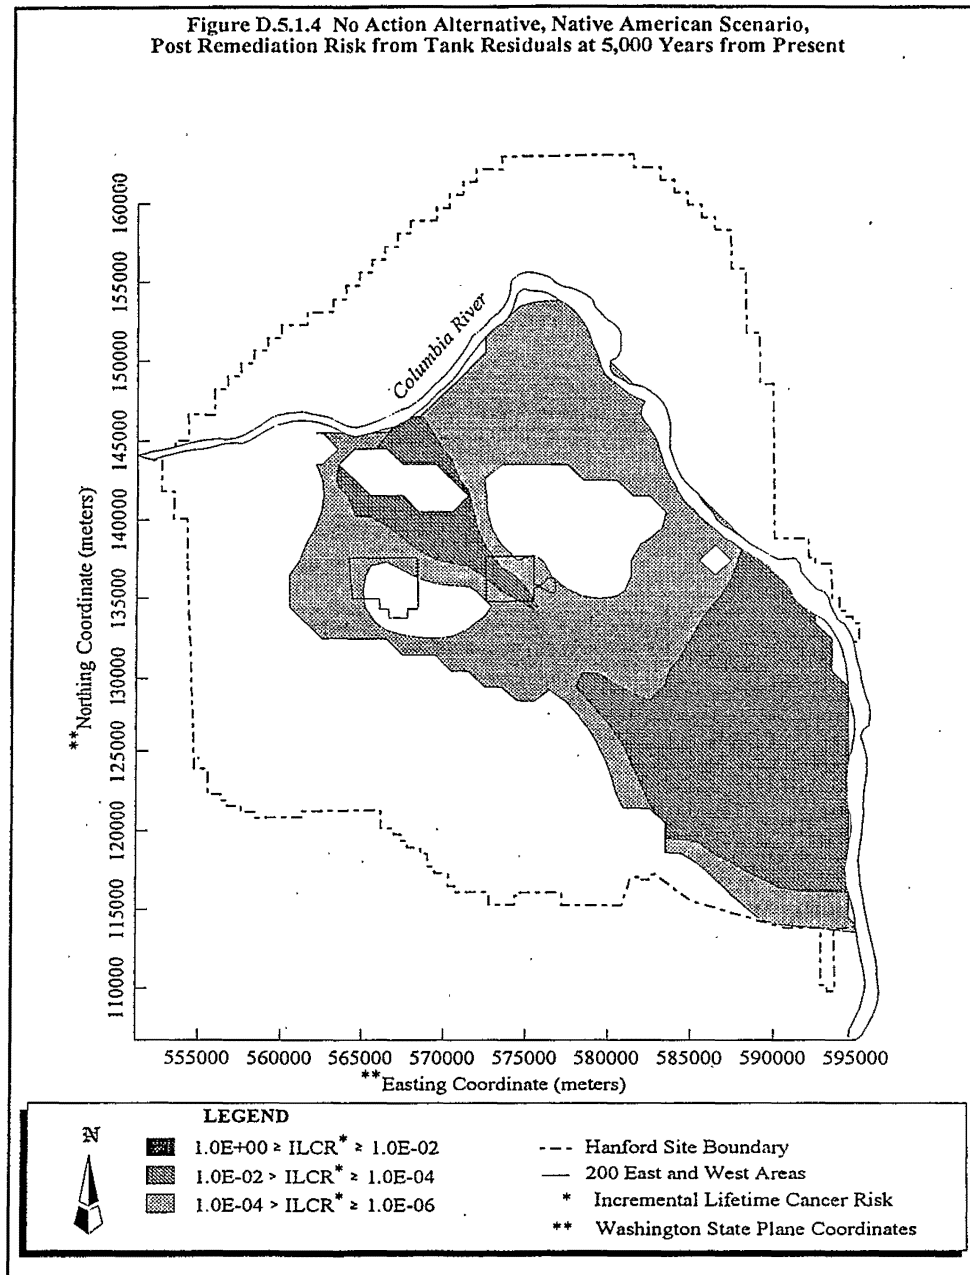 Figure D.5.1.4 No Action Alternative, Native American Scenario,
Post Remediation Risk from Tank Residuals at 5,000 Years from Present
Columbia River
**Northing Coordinate (meters)
160000
155000
150000
145000
140000
135000
130000
125000
120000
115000
110000
555000 560000 565000 570000 575000 580000 585000 590000 595000
**Easting Coordinate (meters)
LEGEND
N
1.0E+00 ≥ ILCR* ≥ 1.0E-02
1.0E-02 > ILCR* ≥ 1.0E-04
1.0E-04 > ILCR* ≥ 1.0E-06
Hanford Site Boundary
200 East and West Areas
* Incremental Lifetime Cancer Risk
** Washington State Plane Coordinates